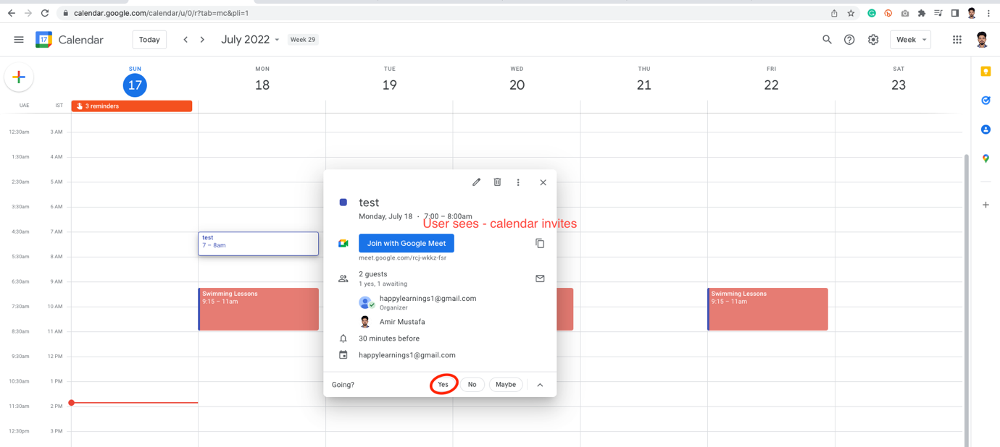 calendar.google.com/calendar/u/0/r?tab=mc&pli=1
17 Calendar Today July 2022 Week 29 Week
SUN MON TUE WED THU FRI SAT
17 18 19 20 21 22 23
UAE IST 3 reminders
12:30am 3 AM
1:30am 4 AM
2:30am 5 AM
3:30am 6 AM
4:30am 7 AM
5:30am 8 AM
6:30am 9 AM
7:30am 10 AM
8:30am 11 AM
9:30am 12 PM
10:30am 1 PM
11:30am 2 PM
12:30pm 3 PM
test
7 – 8am
Swimming Lessons
9:15 – 11am
test
Monday, July 18 · 7:00 – 8:00am
User sees - calendar invites
Join with Google Meet
meet.google.com/rcj-wkkz-fsr
2 guests
1 yes, 1 awaiting
happylearnings1@gmail.com
Organizer
Amir Mustafa
30 minutes before
happylearnings1@gmail.com
Going? Yes No Maybe
Swimming Lessons
9:15 – 11am